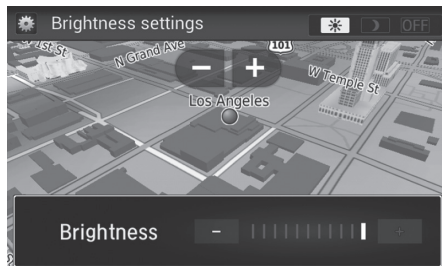 Brightness settings
OFF
1st St
N Grand Ave
101
W Temple St
− +
Los Angeles
Brightness - +